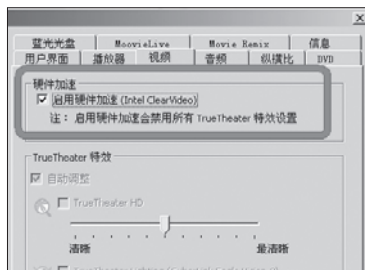 蓝光光盘 MoovieLive Movie Remix 信息
用户界面 播放器 视频 音频 纵横比 DVD
硬件加速
启用硬件加速 (Intel ClearVideo)
注: 启用硬件加速会禁用所有 TrueTheater 特效设置
TrueTheater 特效
自动调整
TrueTheater HD
清晰 最清晰